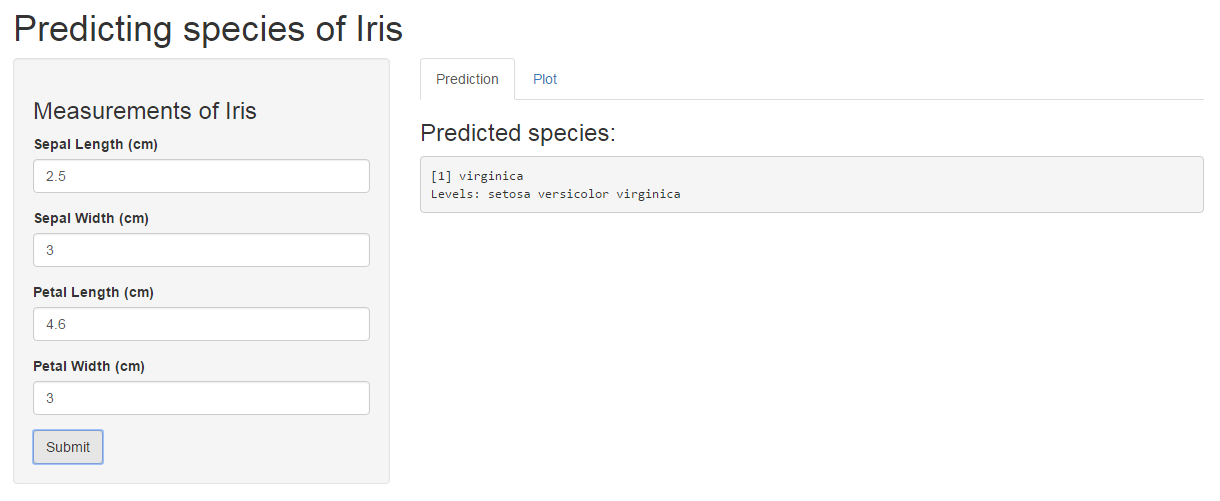 Predicting species of Iris
Measurements of Iris
Sepal Length (cm)
2.5
Sepal Width (cm)
3
Petal Length (cm)
4.6
Petal Width (cm)
3
Submit
Prediction Plot
Predicted species:
[1] virginica
Levels: setosa versicolor virginica